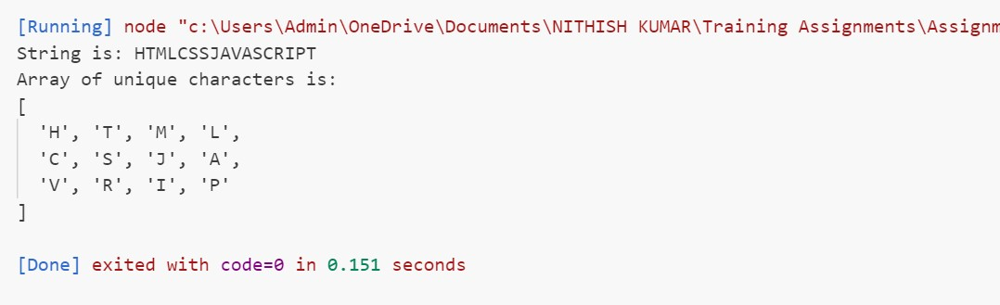 [Running] node "c:\Users\Admin\OneDrive\Documents\NITHISH KUMAR\Training Assignments\Assignm
String is: HTMLCSSJAVASCRIPT
Array of unique characters is:
[
'H', 'T', 'M', 'L',
'C', 'S', 'J', 'A',
'V', 'R', 'I', 'P'
]
[Done] exited with code=0 in 0.151 seconds